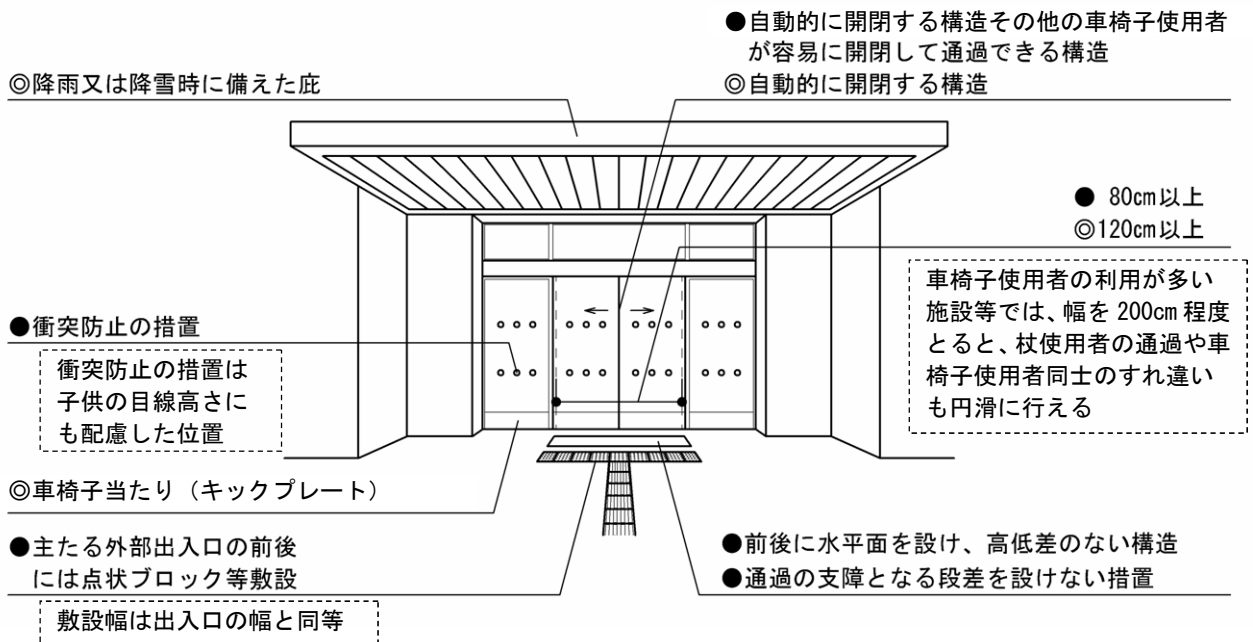 ●自動的に開閉する構造その他の車椅子使用者
が容易に開閉して通過できる構造
◎自動的に開閉する構造
◎降雨又は降雪時に備えた庇
● 80cm以上
◎120cm以上
車椅子使用者の利用が多い
施設等では、幅を 200cm 程度
とると、杖使用者の通過や車
椅子使用者同士のすれ違い
も円滑に行える
●衝突防止の措置
衝突防止の措置は
子供の目線高さに
も配慮した位置
◎車椅子当たり（キックプレート）
●主たる外部出入口の前後
には点状ブロック等敷設
敷設幅は出入口の幅と同等
●前後に水平面を設け、高低差のない構造
●通過の支障となる段差を設けない措置